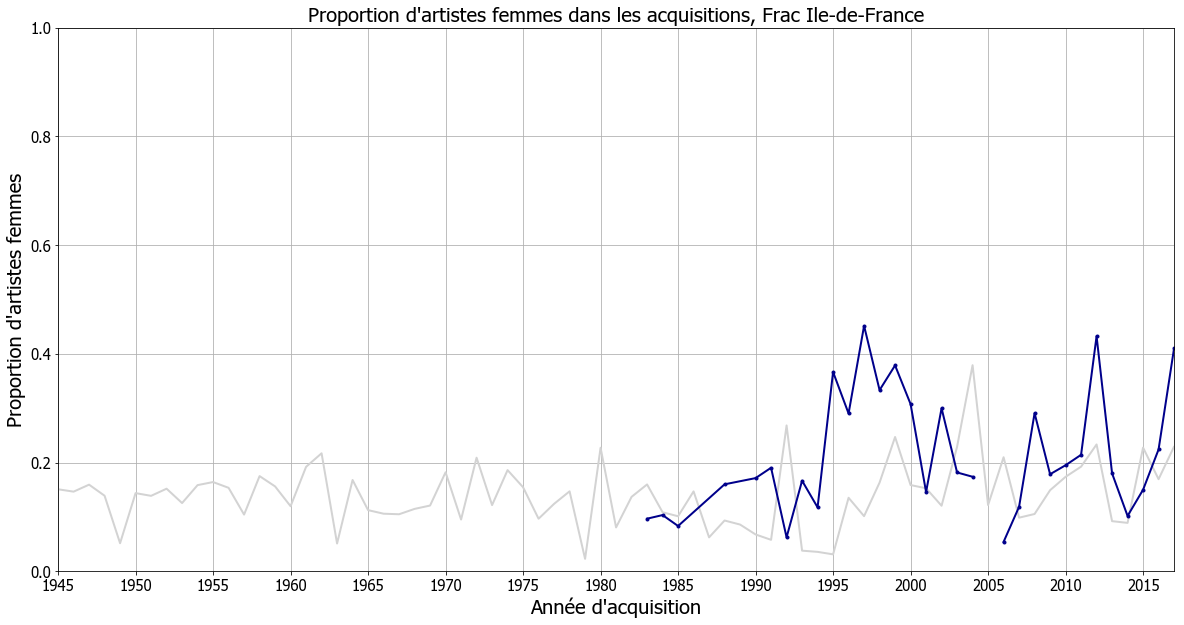 Proportion d'artistes femmes dans les acquisitions, Frac Ile-de-France
Proportion d'artistes femmes
1.0
0.8
0.6
0.4
0.2
0.0
1945 1950 1955 1960 1965 1970 1975 1980 1985 1990 1995 2000 2005 2010 2015
Année d'acquisition